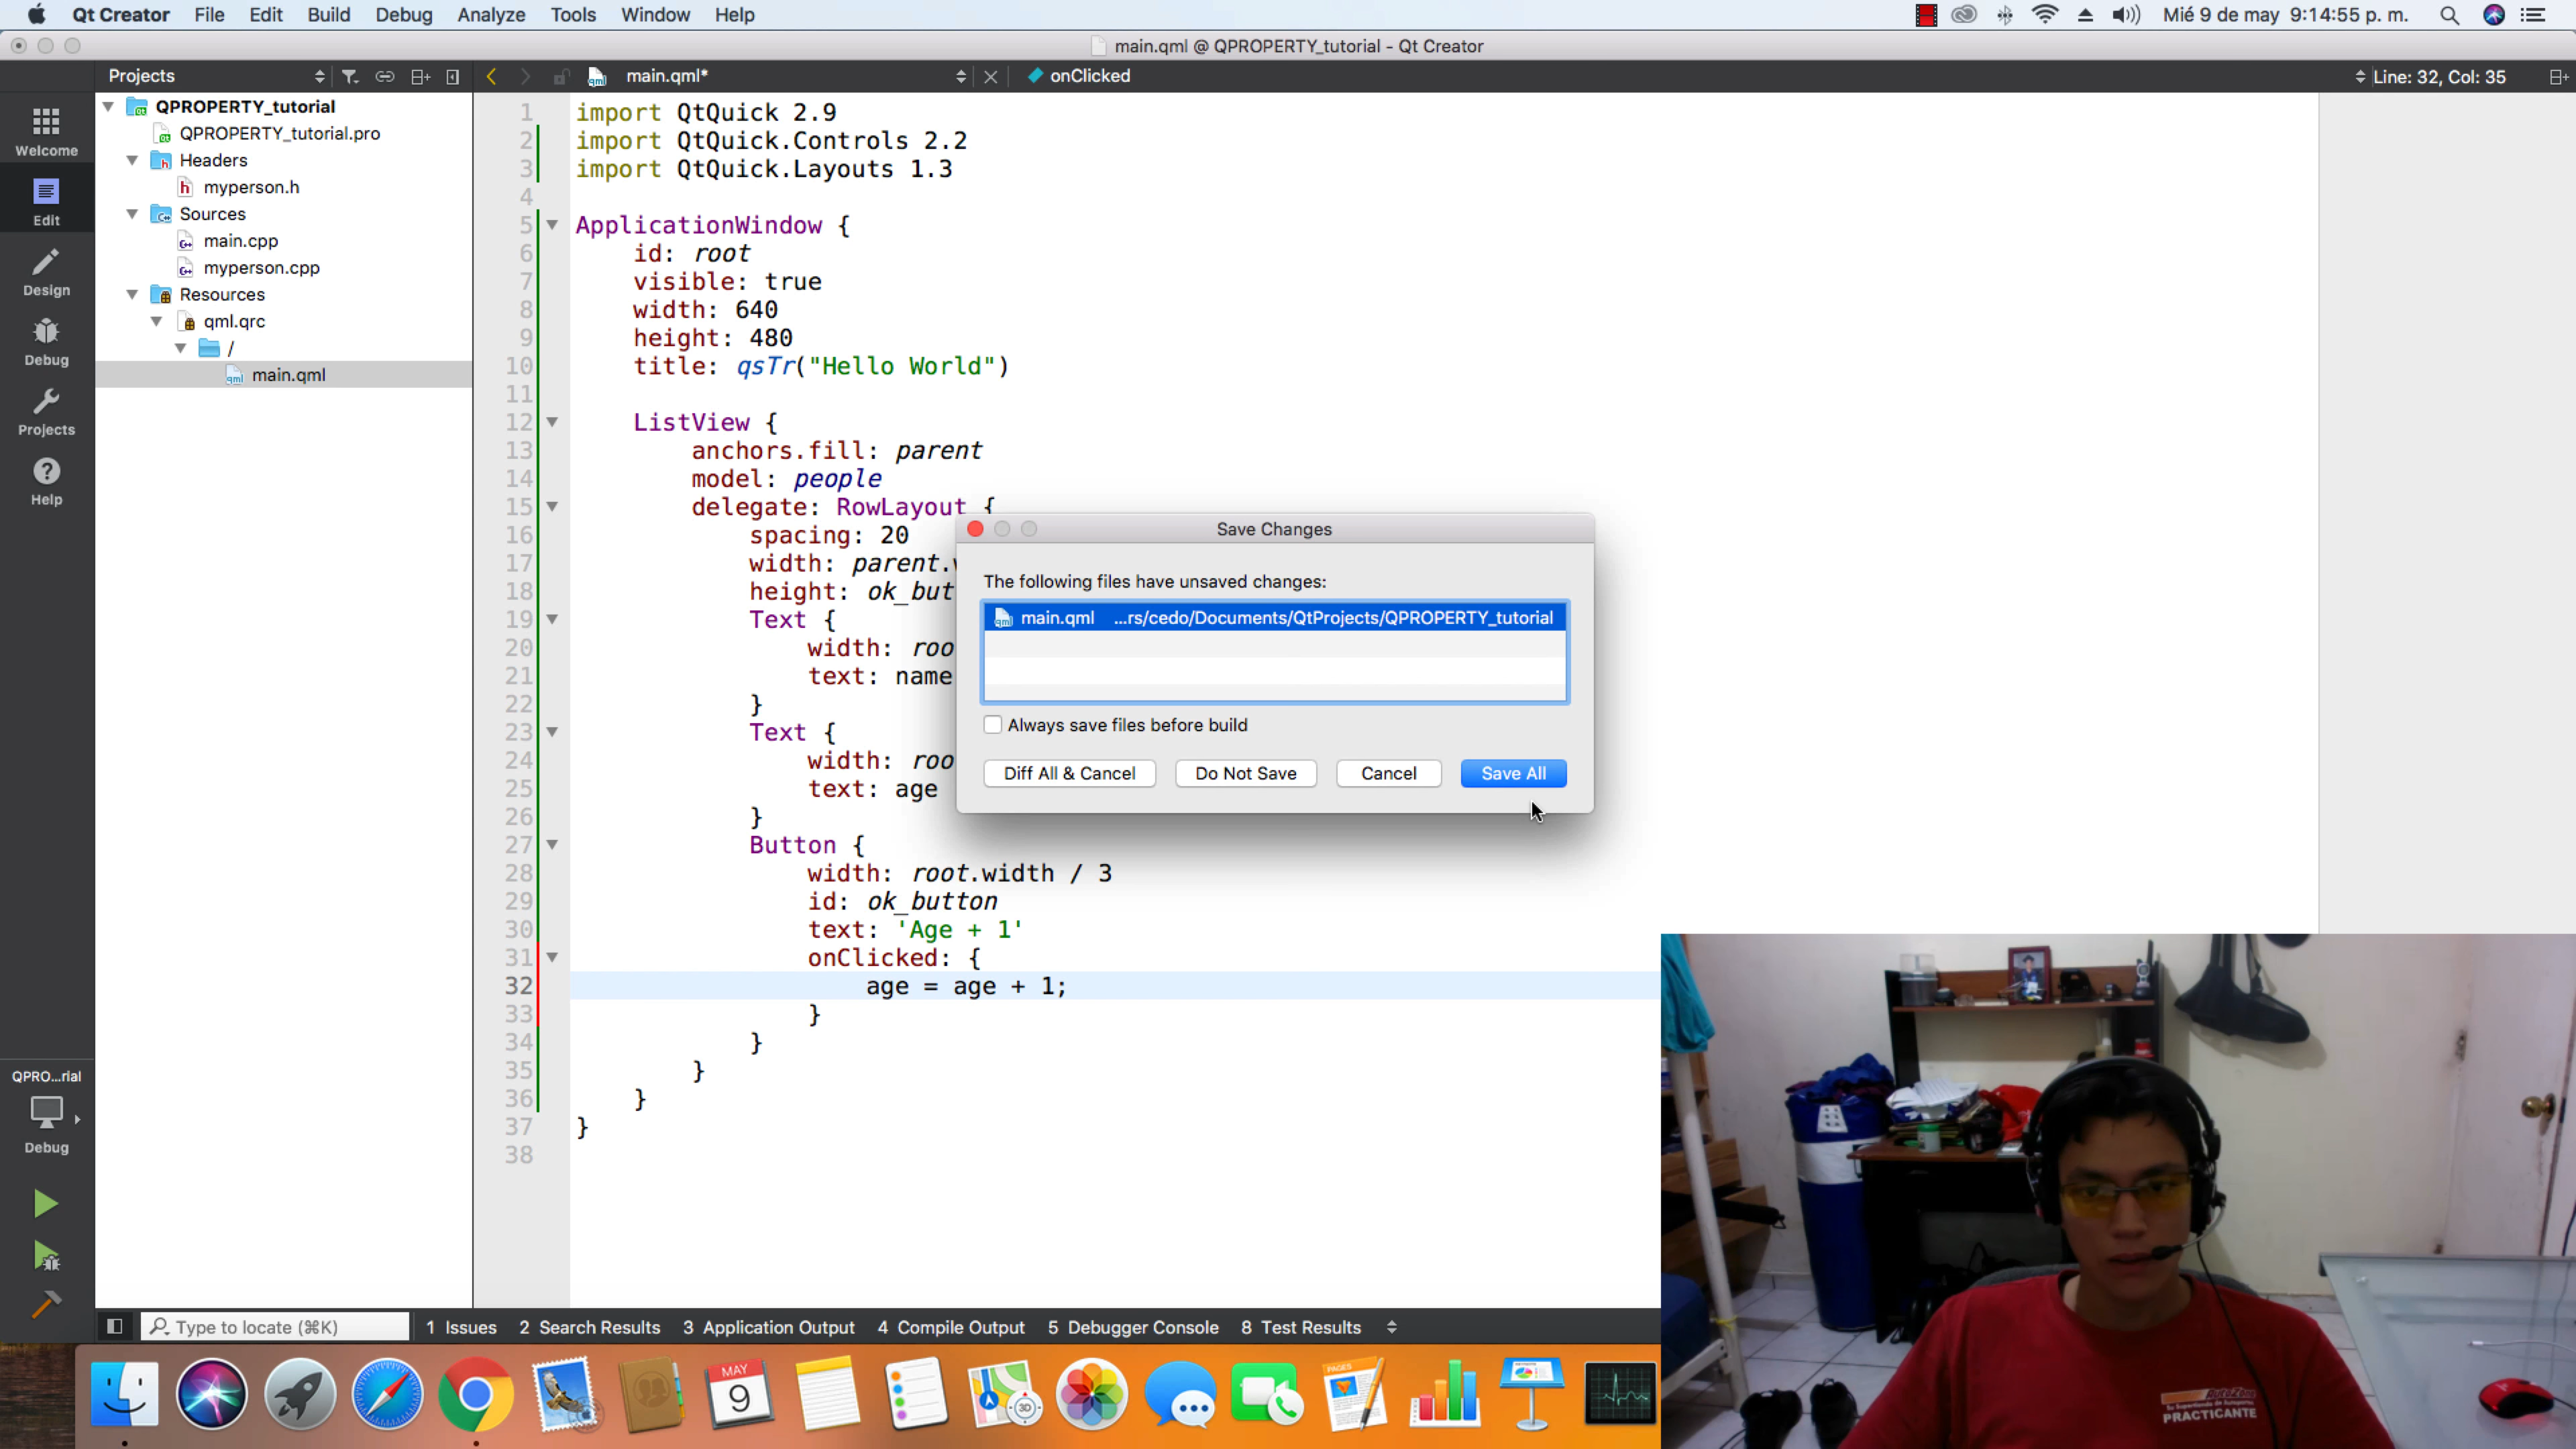 Qt Creator File Edit Build Debug Analyze Tools Window Help
Mié 9 de may 9:14:55 p. m.
main.qml @ QPROPERTY_tutorial - Qt Creator
Projects
main.qml*
onClicked
Line: 32, Col: 35
Welcome
Edit
Design
Debug
Projects
Help
QPROPERTY_tutorial
QPROPERTY_tutorial.pro
Headers
myperson.h
Sources
main.cpp
myperson.cpp
Resources
qml.qrc
/
main.qml
1 import QtQuick 2.9
2 import QtQuick.Controls 2.2
3 import QtQuick.Layouts 1.3
4
5 ApplicationWindow {
6 id: root
7 visible: true
8 width: 640
9 height: 480
10 title: qsTr("Hello World")
11
12 ListView {
13 anchors.fill: parent
14 model: people
15 delegate: RowLayout {
16 spacing: 20
17 width: parent.
18 height: ok_but
19 Text {
20 width: roo
21 text: name
22 }
23 Text {
24 width: roo
25 text: age
26 }
27 Button {
28 width: root.width / 3
29 id: ok_button
30 text: 'Age + 1'
31 onClicked: {
32 age = age + 1;
33 }
34 }
35 }
36 }
37 }
38
Save Changes
The following files have unsaved changes:
main.qml ...rs/cedo/Documents/QtProjects/QPROPERTY_tutorial
Always save files before build
Diff All & Cancel
Do Not Save
Cancel
Save All
QPRO...rial
Debug
Type to locate (⌘K)
1 Issues 2 Search Results 3 Application Output 4 Compile Output 5 Debugger Console 8 Test Results
MAY
9
PAGES
3D
AutoZone
PRACTICANTE